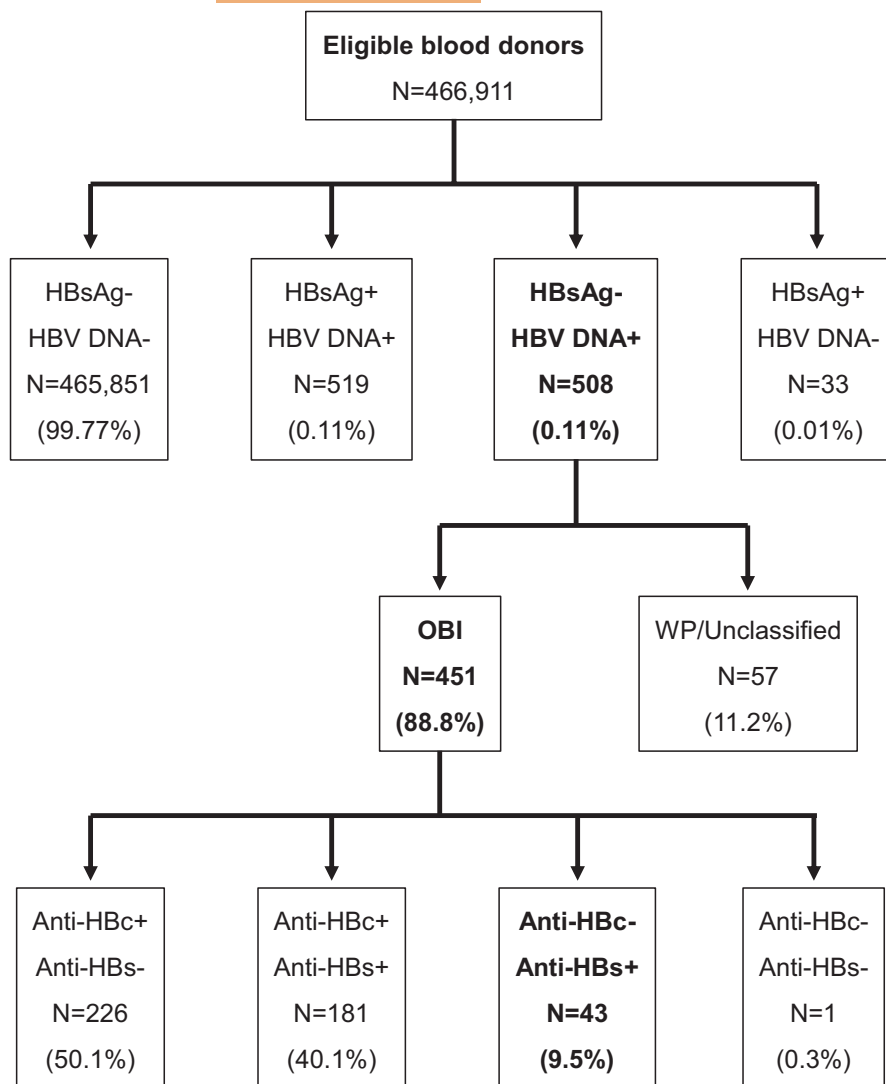 Eligible blood donors
N=466,911
HBsAg-
HBV DNA-
N=465,851
(99.77%)
HBsAg+
HBV DNA+
N=519
(0.11%)
HBsAg-
HBV DNA+
N=508
(0.11%)
HBsAg+
HBV DNA-
N=33
(0.01%)
OBI
N=451
(88.8%)
WP/Unclassified
N=57
(11.2%)
Anti-HBc+
Anti-HBs-
N=226
(50.1%)
Anti-HBc+
Anti-HBs+
N=181
(40.1%)
Anti-HBc-
Anti-HBs+
N=43
(9.5%)
Anti-HBc-
Anti-HBs-
N=1
(0.3%)